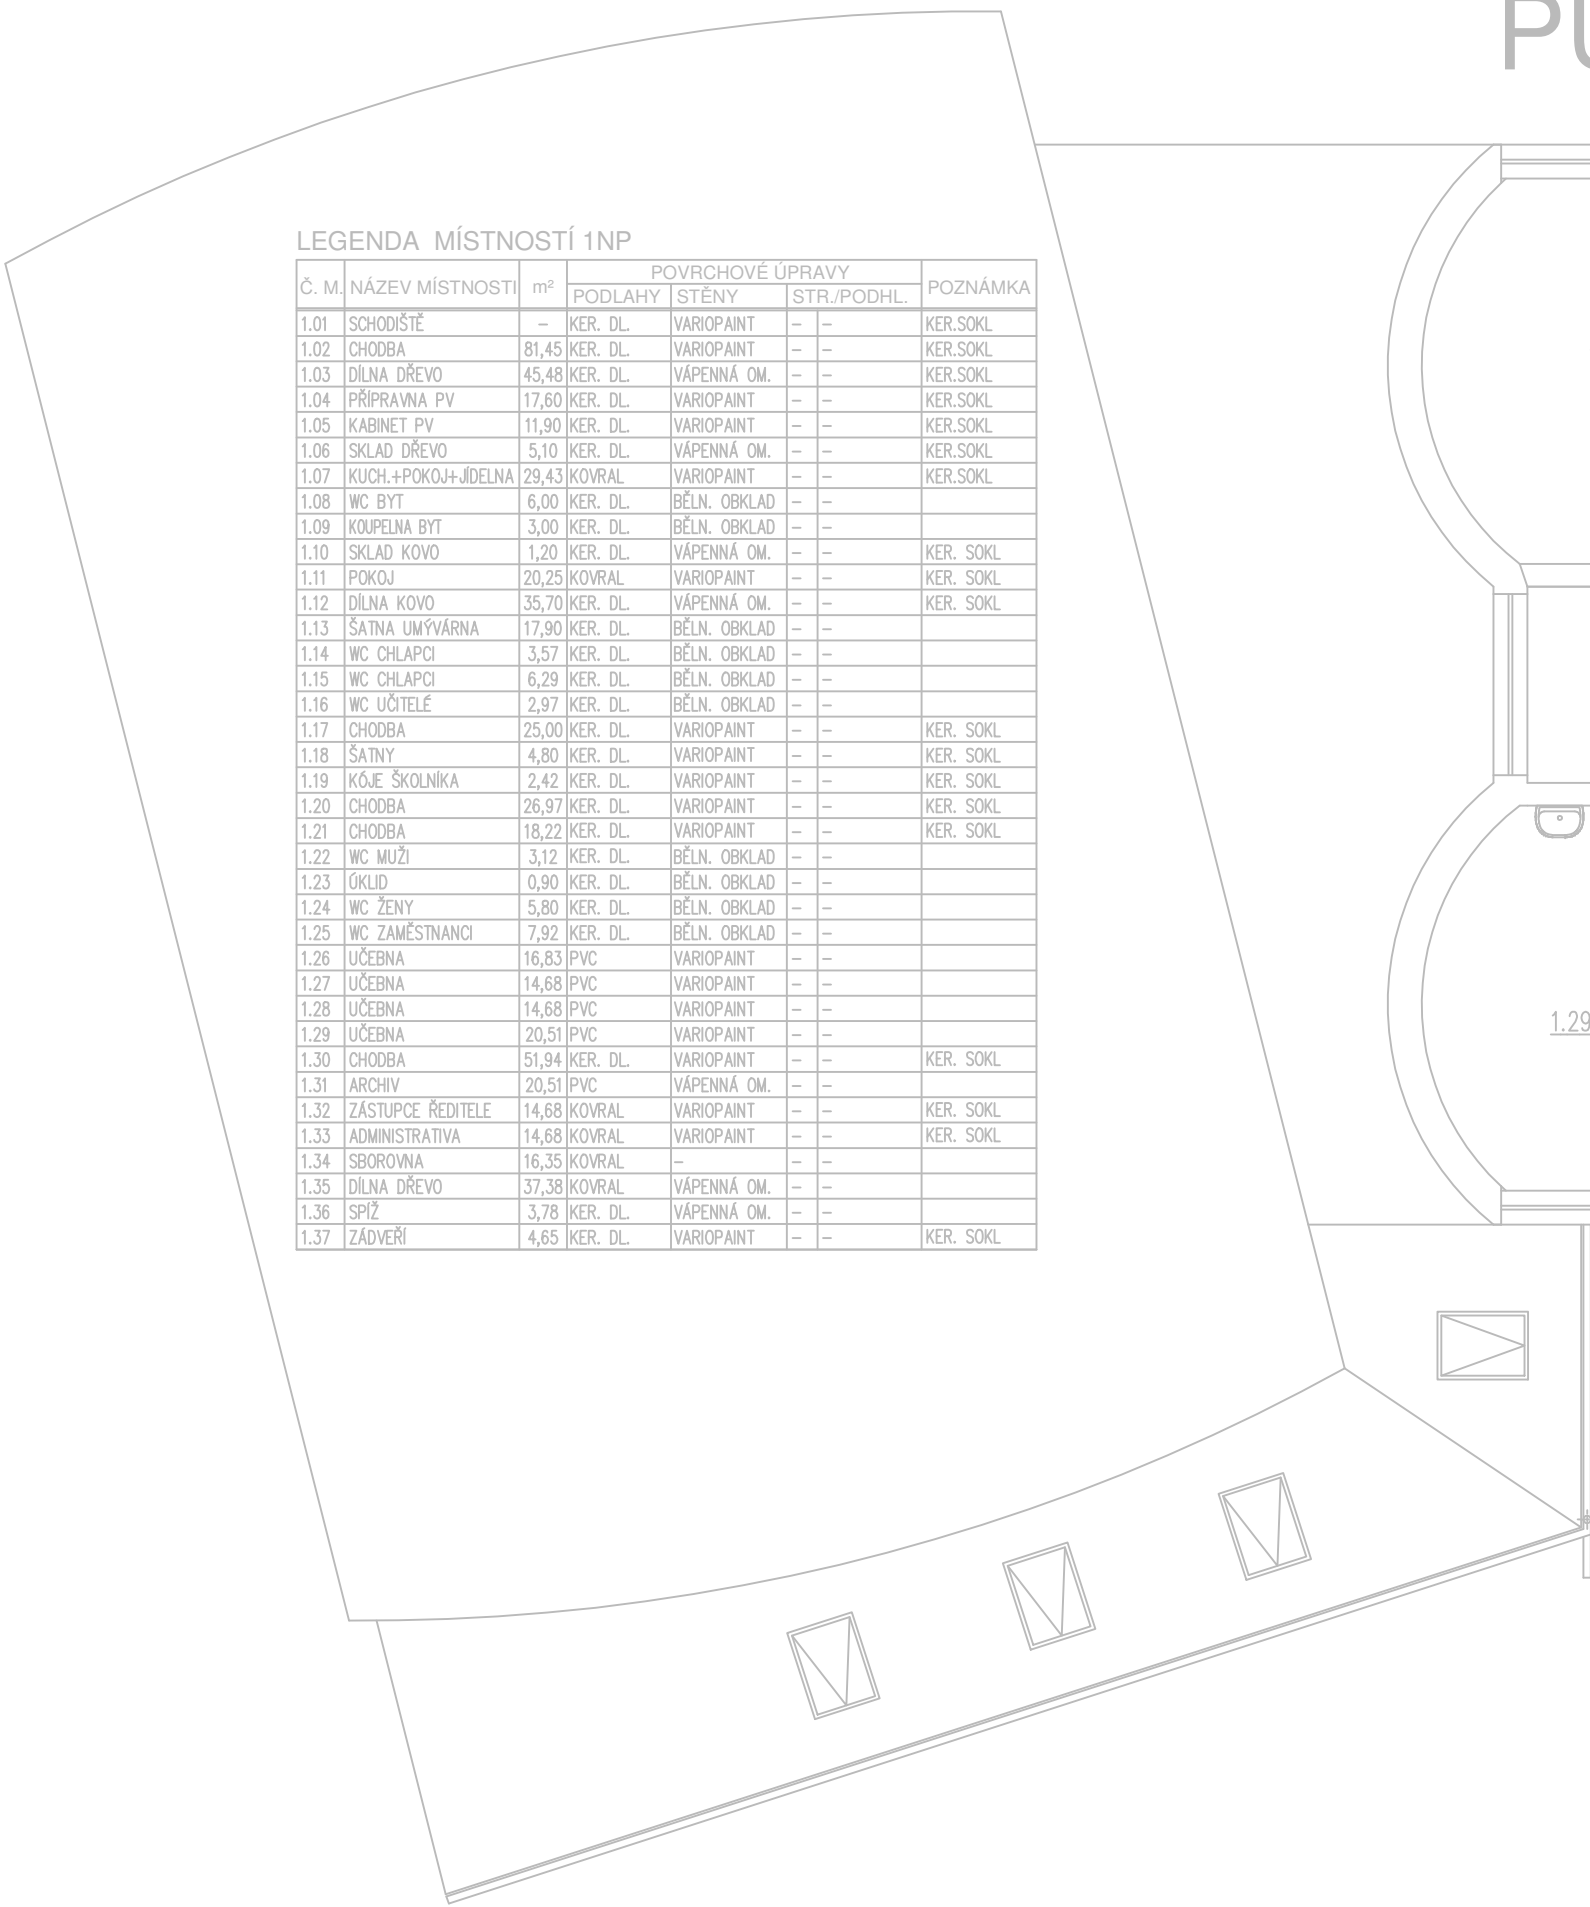 PŮ
LEGENDA MÍSTNOSTÍ 1NP
Č. M. NÁZEV MÍSTNOSTI m² POVRCHOVÉ ÚPRAVY POZNÁMKA
PODLAHY STĚNY STR./PODHL.
1.01 SCHODIŠTĚ – KER. DL. VARIOPAINT – – KER.SOKL
1.02 CHODBA 81,45 KER. DL. VARIOPAINT – – KER.SOKL
1.03 DÍLNA DŘEVO 45,48 KER. DL. VÁPENNÁ OM. – – KER.SOKL
1.04 PŘÍPRAVNA PV 17,60 KER. DL. VARIOPAINT – – KER.SOKL
1.05 KABINET PV 11,90 KER. DL. VARIOPAINT – – KER.SOKL
1.06 SKLAD DŘEVO 5,10 KER. DL. VÁPENNÁ OM. – – KER.SOKL
1.07 KUCH.+POKOJ+JÍDELNA 29,43 KOVRAL VARIOPAINT – – KER.SOKL
1.08 WC BYT 6,00 KER. DL. BĚLN. OBKLAD – –
1.09 KOUPELNA BYT 3,00 KER. DL. BĚLN. OBKLAD – –
1.10 SKLAD KOVO 1,20 KER. DL. VÁPENNÁ OM. – – KER. SOKL
1.11 POKOJ 20,25 KOVRAL VARIOPAINT – – KER. SOKL
1.12 DÍLNA KOVO 35,70 KER. DL. VÁPENNÁ OM. – – KER. SOKL
1.13 ŠATNA UMÝVÁRNA 17,90 KER. DL. BĚLN. OBKLAD – –
1.14 WC CHLAPCI 3,57 KER. DL. BĚLN. OBKLAD – –
1.15 WC CHLAPCI 6,29 KER. DL. BĚLN. OBKLAD – –
1.16 WC UČITELÉ 2,97 KER. DL. BĚLN. OBKLAD – –
1.17 CHODBA 25,00 KER. DL. VARIOPAINT – – KER. SOKL
1.18 ŠATNY 4,80 KER. DL. VARIOPAINT – – KER. SOKL
1.19 KÓJE ŠKOLNÍKA 2,42 KER. DL. VARIOPAINT – – KER. SOKL
1.20 CHODBA 26,97 KER. DL. VARIOPAINT – – KER. SOKL
1.21 CHODBA 18,22 KER. DL. VARIOPAINT – – KER. SOKL
1.22 WC MUŽI 3,12 KER. DL. BĚLN. OBKLAD – –
1.23 ÚKLID 0,90 KER. DL. BĚLN. OBKLAD – –
1.24 WC ŽENY 5,80 KER. DL. BĚLN. OBKLAD – –
1.25 WC ZAMĚSTNANCI 7,92 KER. DL. BĚLN. OBKLAD – –
1.26 UČEBNA 16,83 PVC VARIOPAINT – –
1.27 UČEBNA 14,68 PVC VARIOPAINT – –
1.28 UČEBNA 14,68 PVC VARIOPAINT – –
1.29 UČEBNA 20,51 PVC VARIOPAINT – –
1.30 CHODBA 51,94 KER. DL. VARIOPAINT – – KER. SOKL
1.31 ARCHIV 20,51 PVC VÁPENNÁ OM. – –
1.32 ZÁSTUPCE ŘEDITELE 14,68 KOVRAL VARIOPAINT – – KER. SOKL
1.33 ADMINISTRATIVA 14,68 KOVRAL VARIOPAINT – – KER. SOKL
1.34 SBOROVNA 16,35 KOVRAL – – –
1.35 DÍLNA DŘEVO 37,38 KOVRAL VÁPENNÁ OM. – –
1.36 SPÍŽ 3,78 KER. DL. VÁPENNÁ OM. – –
1.37 ZÁDVEŘÍ 4,65 KER. DL. VARIOPAINT – – KER. SOKL
1.29